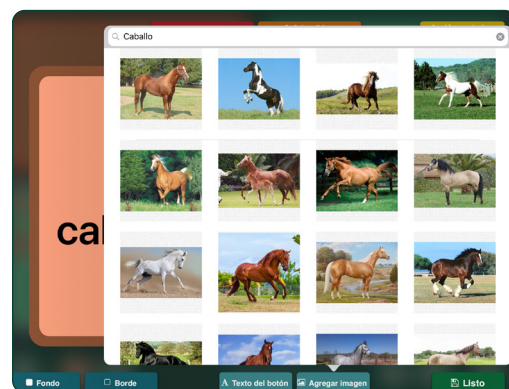 Caballo
cal
Fondo
Borde
Texto del botón
Agregar imagen
Listo